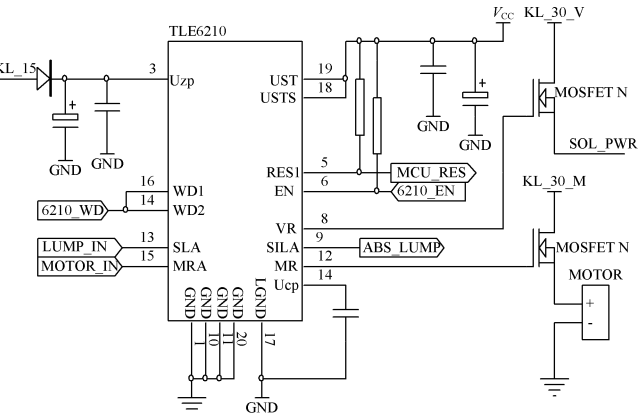 TLE6210
V_CC
KL_30_V
KL_15
3
Uzp
UST
19
USTS
18
GND
GND
GND
GND
MOSFET N
SOL_PWR
RES1
5
MCU_RES
EN
6
6210_EN
KL_30_M
16
WD1
14
WD2
6210_WD
VR
8
LUMP_IN
13
SLA
SILA
9
ABS_LUMP
MOTOR_IN
15
MRA
MR
12
MOSFET N
Ucp
14
MOTOR
+
-
GND
GND
GND
GND
LGND
1
10
11
20
17
GND